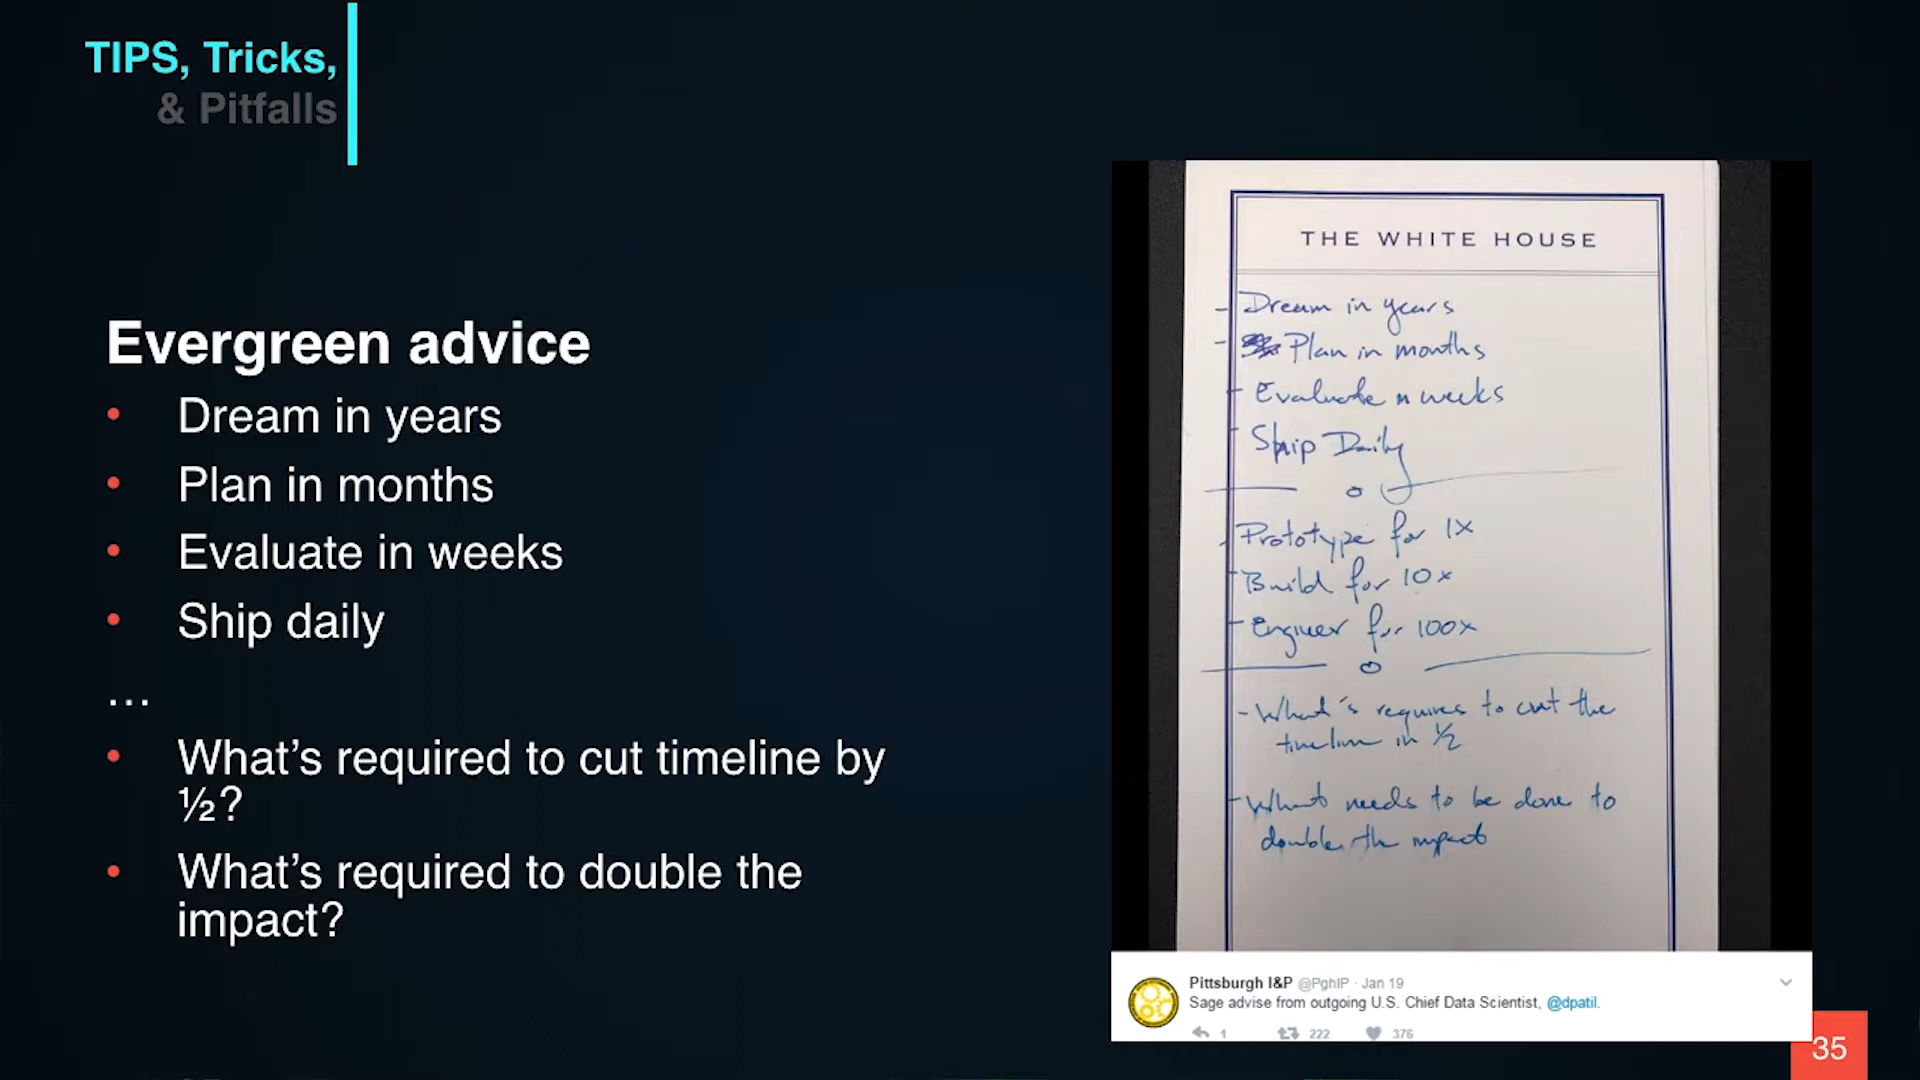 TIPS, Tricks,
& Pitfalls
Evergreen advice
• Dream in years
• Plan in months
• Evaluate in weeks
• Ship daily
…
• What’s required to cut timeline by
½?
• What’s required to double the
impact?
THE WHITE HOUSE
- Dream in years
- Plan in months
- Evaluate in weeks
- Ship Daily
- Prototype for 1x
- Build for 10x
- Engineer for 100x
- What's requires to cut the
timeline in ½
- What needs to be done to
double the impact
Pittsburgh I&P @PghIP · Jan 19
Sage advise from outgoing U.S. Chief Data Scientist, @dpatil.
1 222 376
35